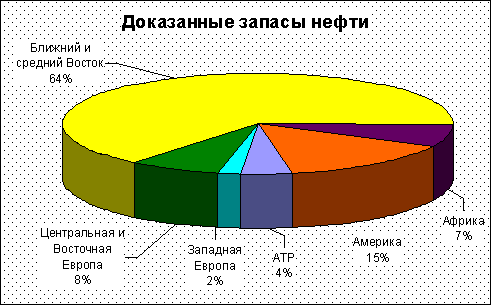 Доказанные запасы нефти
Ближний и
средний Восток
64%
Африка
7%
Америка
15%
АТР
4%
Западная
Европа
2%
Центральная и
Восточная
Европа
8%